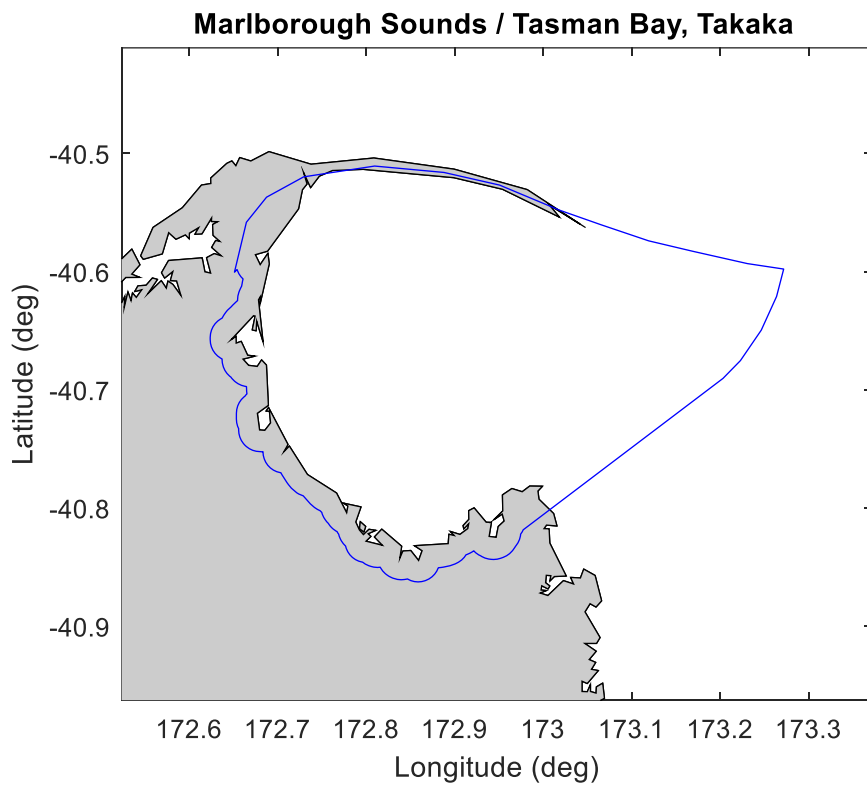 Marlborough Sounds / Tasman Bay, Takaka
-40.5
-40.6
-40.7
-40.8
-40.9
Latitude (deg)
172.6 172.7 172.8 172.9 173 173.1 173.2 173.3
Longitude (deg)